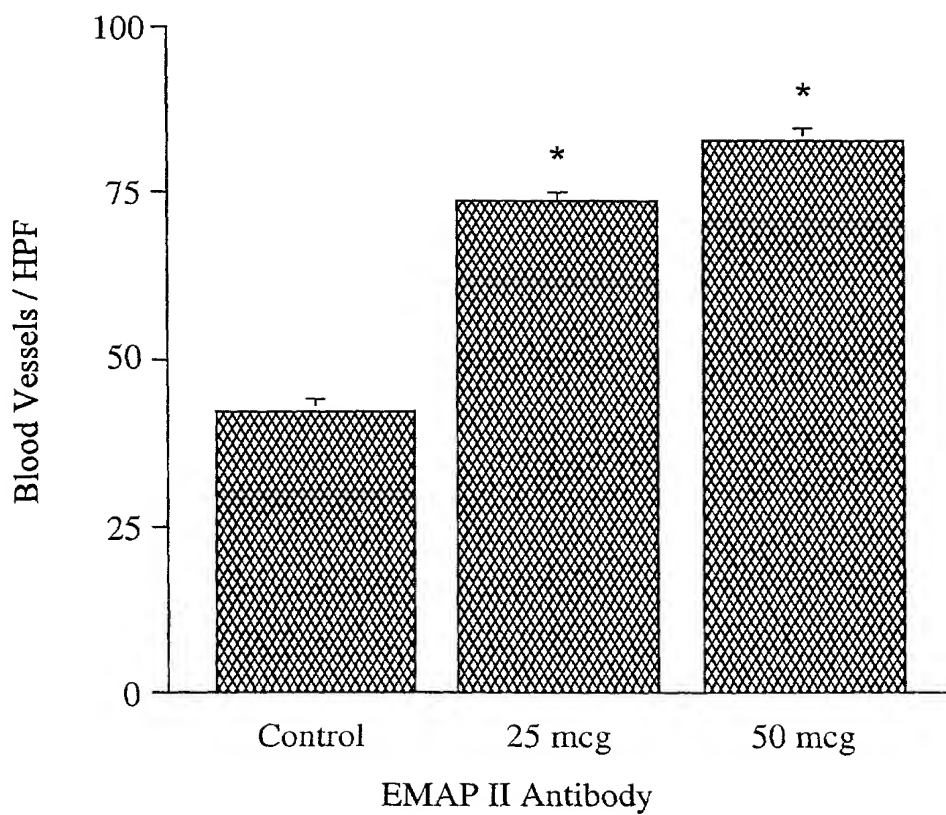 100
75
50
25
0
Blood Vessels / HPF
*
*
Control 25 mcg 50 mcg
EMAP II Antibody